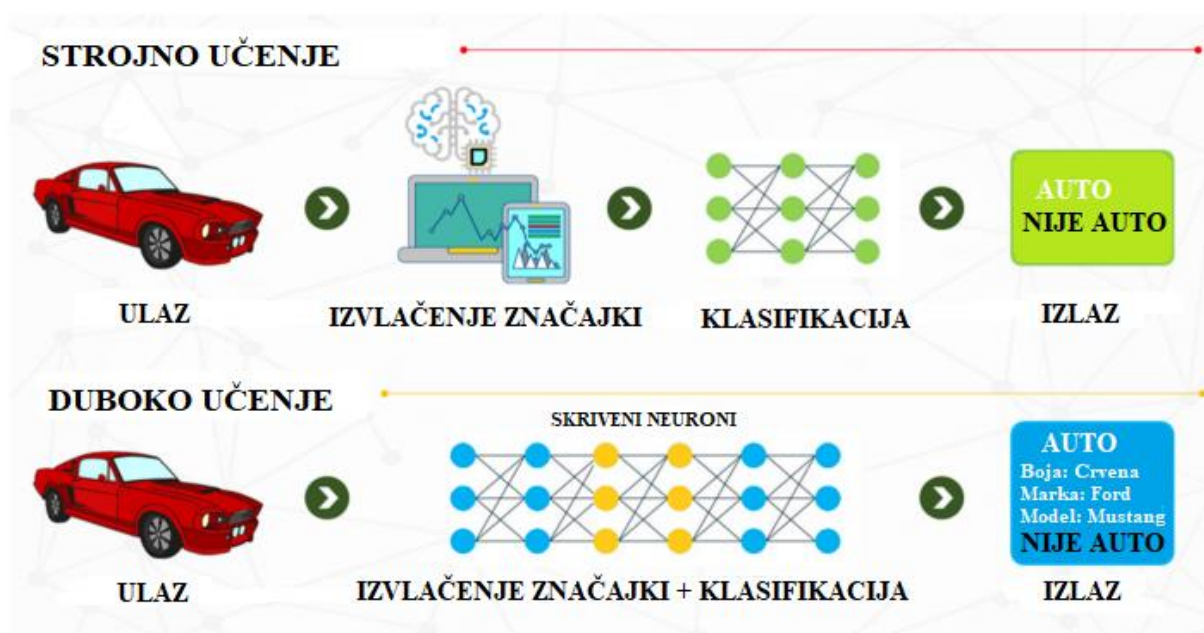 STROJNO UČENJE
AUTO
NIJE AUTO
ULAZ
IZVLAČENJE ZNAČAJKI
KLASIFIKACIJA
IZLAZ
DUBOKO UČENJE
SKRIVENI NEURONI
AUTO
Boja: Crvena
Marka: Ford
Model: Mustang
NIJE AUTO
ULAZ
IZVLAČENJE ZNAČAJKI + KLASIFIKACIJA
IZLAZ